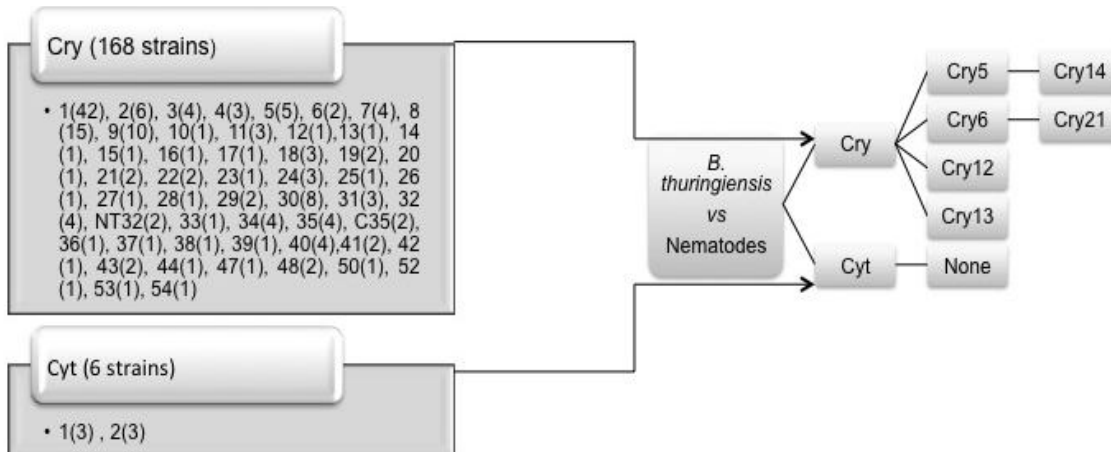 Cry (168 strains)
• 1(42), 2(6), 3(4), 4(3), 5(5), 6(2), 7(4), 8
(15), 9(10), 10(1), 11(3), 12(1),13(1), 14
(1), 15(1), 16(1), 17(1), 18(3), 19(2), 20
(1), 21(2), 22(2), 23(1), 24(3), 25(1), 26
(1), 27(1), 28(1), 29(2), 30(8), 31(3), 32
(4), NT32(2), 33(1), 34(4), 35(4), C35(2),
36(1), 37(1), 38(1), 39(1), 40(4),41(2), 42
(1), 43(2), 44(1), 47(1), 48(2), 50(1), 52
(1), 53(1), 54(1)
Cyt (6 strains)
• 1(3) , 2(3)
B.
thuringiensis
vs
Nematodes
Cry
Cyt
Cry5
Cry14
Cry6
Cry21
Cry12
Cry13
None